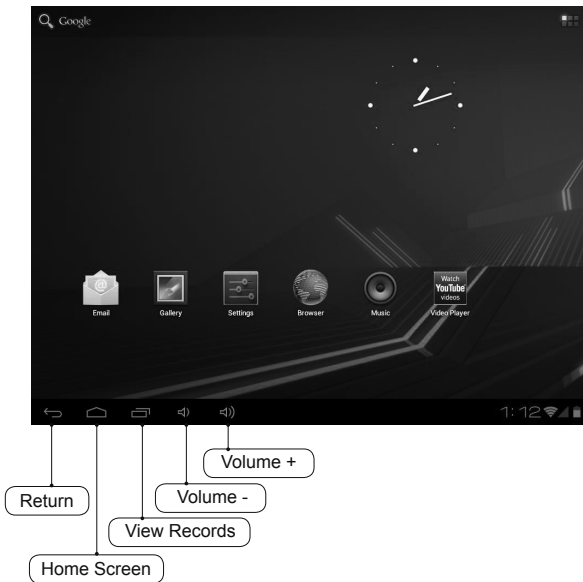 Google
Watch
YouTube
videos
Email
Gallery
Settings
Browser
Music
Video Player
1:12
Volume +
Return
Volume -
View Records
Home Screen